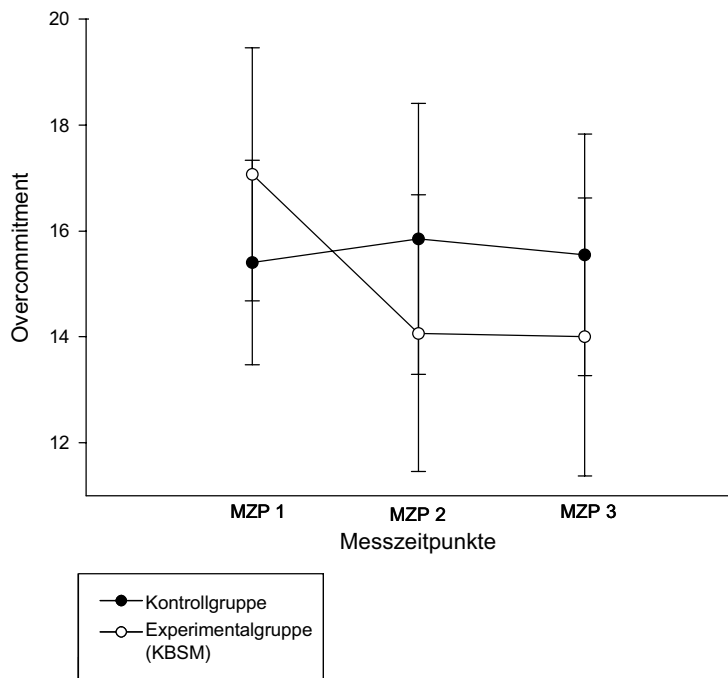 20
18
16
14
12
Overcommitment
MZP 1 MZP 2 MZP 3
Messzeitpunkte
Kontrollgruppe
Experimentalgruppe
(KBSM)